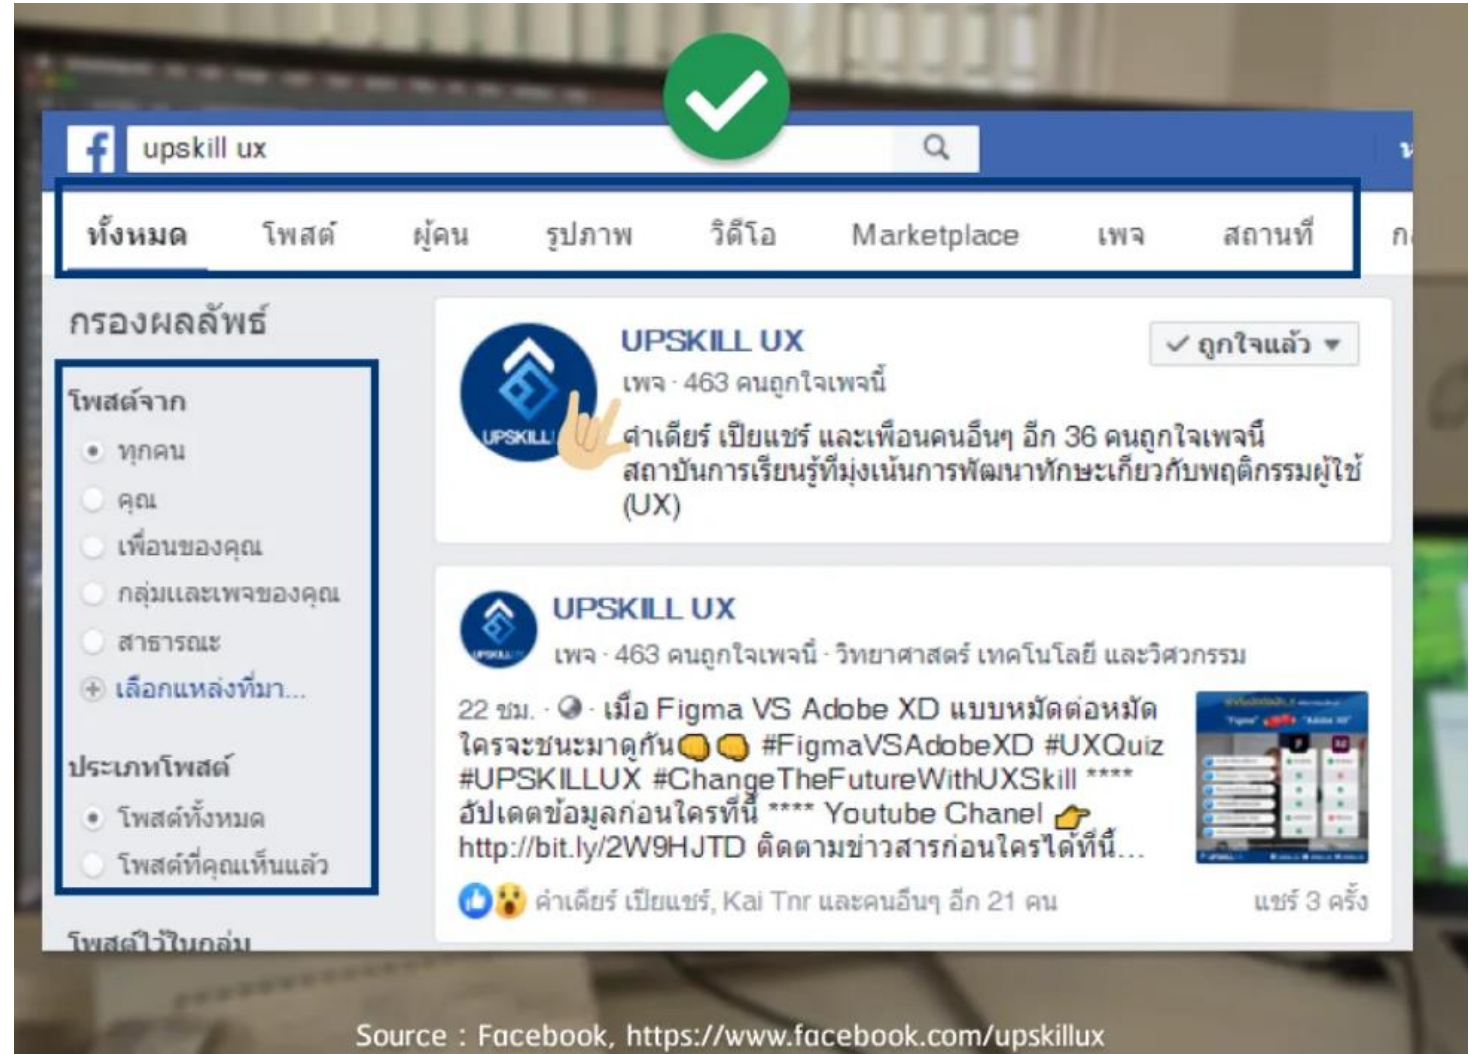 upskill ux
ทั้งหมด โพสต์ ผู้คน รูปภาพ วิดีโอ Marketplace เพจ สถานที่
กรองผลลัพธ์
โพสต์จาก
ทุกคน
คุณ
เพื่อนของคุณ
กลุ่มและเพจของคุณ
สาธารณะ
เลือกแหล่งที่มา...
ประเภทโพสต์
โพสต์ทั้งหมด
โพสต์ที่คุณเห็นแล้ว
โพสต์ไว้ในกลุ่ม
UPSKILL UX
ถูกใจแล้ว
เพจ · 463 คนถูกใจเพจนี้
คำเดียร์ เปียแชร์ และเพื่อนคนอื่นๆ อีก 36 คนถูกใจเพจนี้
สถาบันการเรียนรู้ที่มุ่งเน้นการพัฒนาทักษะเกี่ยวกับพฤติกรรมผู้ใช้
(UX)
UPSKILL UX
เพจ · 463 คนถูกใจเพจนี้ · วิทยาศาสตร์ เทคโนโลยี และวิศวกรรม
22 ชม. · เมื่อ Figma VS Adobe XD แบบหมัดต่อหมัด
ใครจะชนะมาดูกัน👊👊 #FigmaVSAdobeXD #UXQuiz
#UPSKILLUX #ChangeTheFutureWithUXSkill ****
อัปเดตข้อมูลก่อนใครที่นี่ **** Youtube Chanel 👉
http://bit.ly/2W9HJTD ติดตามข่าวสารก่อนใครได้ที่นี้...
คำเดียร์ เปียแชร์, Kai Tnr และคนอื่นๆ อีก 21 คน
แชร์ 3 ครั้ง
Source : Facebook, https://www.facebook.com/upskillux